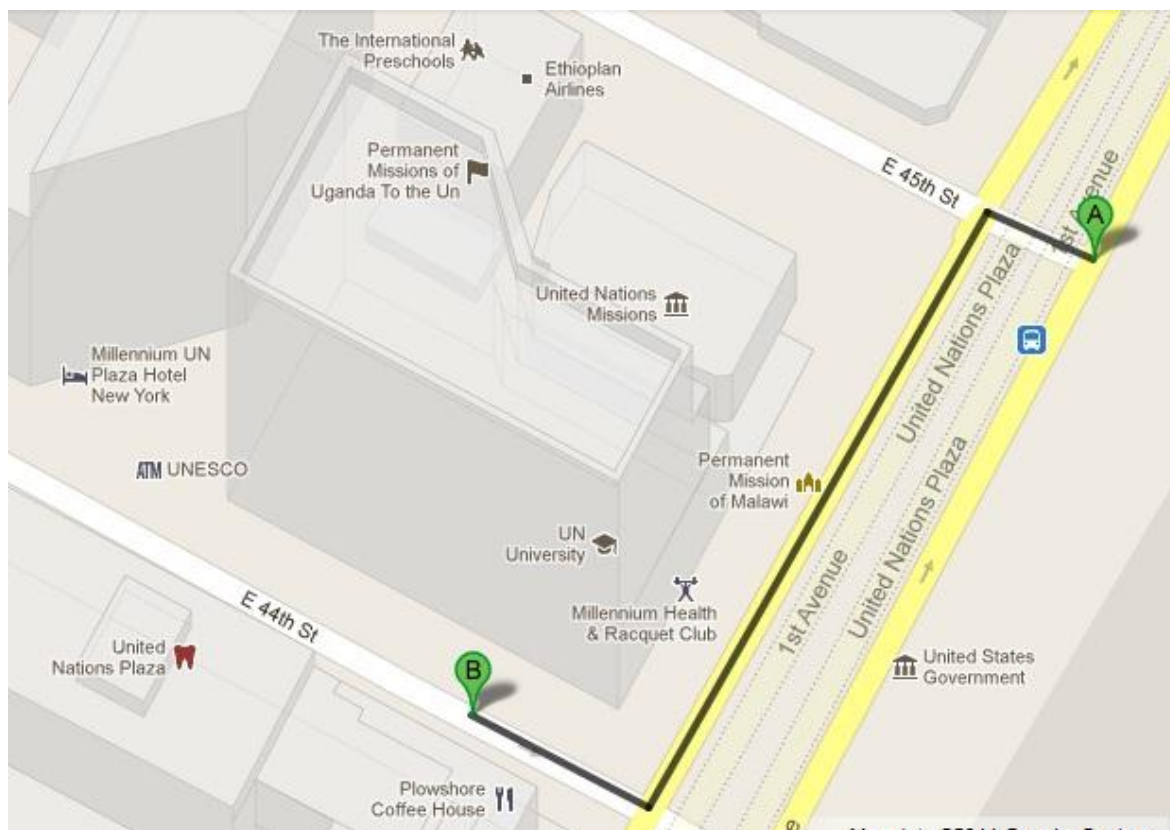 The International
Preschools
Ethiopian
Airlines
Permanent
Missions of
Uganda To the Un
E 45th St
A
1st Avenue
United Nations
Missions
United Nations Plaza
Millennium UN
Plaza Hotel
New York
ATM UNESCO
Permanent
Mission
of Malawi
United Nations Plaza
UN
University
1st Avenue
Millennium Health
& Racquet Club
E 44th St
United
Nations Plaza
B
United States
Government
Plowshore
Coffee House